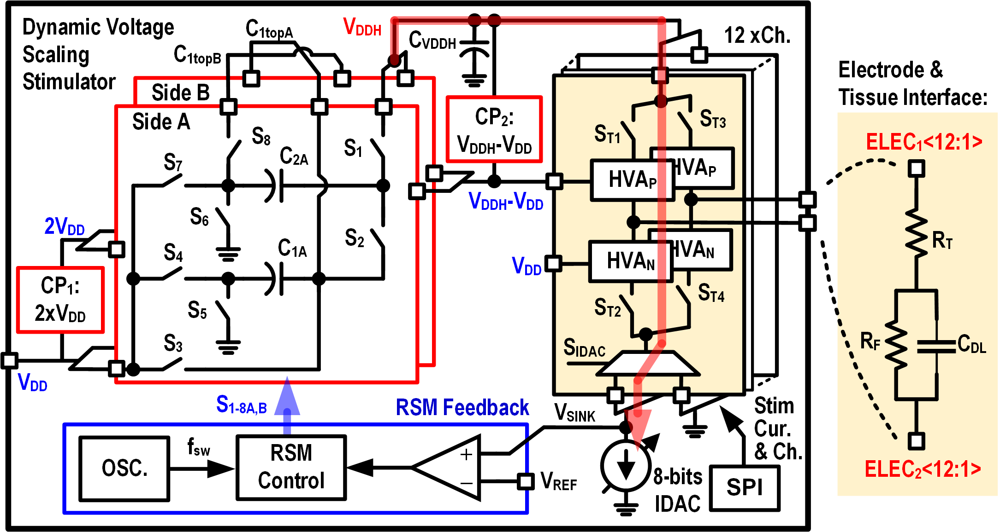 Dynamic Voltage
Scaling
Stimulator
C1topA
C1topB
VDDH
CVDDH
12 xCh.
Electrode &
Tissue Interface:
Side B
Side A
CP2:
VDDH-VDD
ST1
ST3
ELEC1<12:1>
S8
S7
C2A
S1
HVAP
HVAP
VDDH-VDD
S6
2VDD
S2
S4
C1A
HVAN
HVAN
VDD
RT
CP1:
2xVDD
S5
ST2
ST4
S3
SIDAC
RF
CDL
VDD
S1-8A,B
RSM Feedback
VSINK
Stim
Cur.
& Ch.
OSC.
fsw
RSM
Control
+
−
VREF
8-bits
IDAC
SPI
ELEC2<12:1>